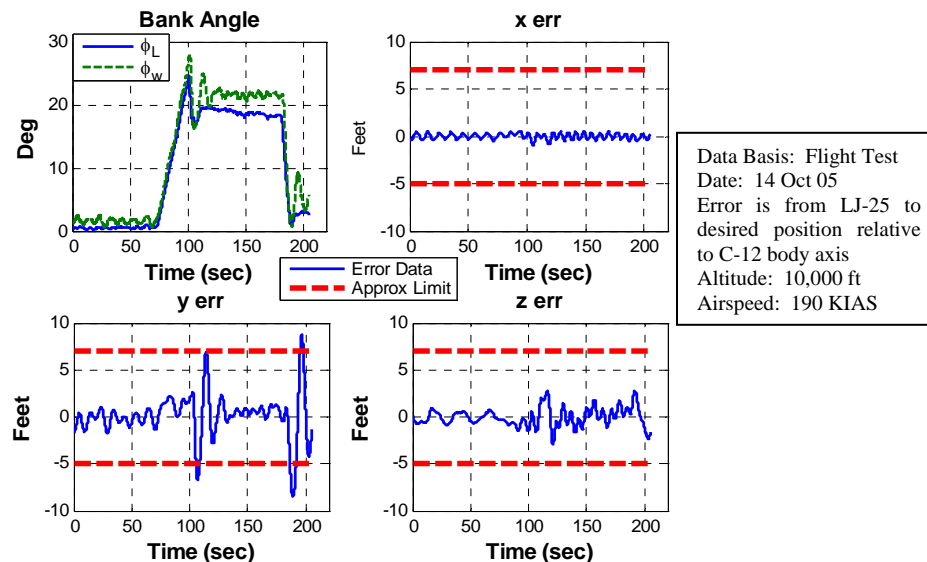 Bank Angle
ϕL
ϕw
30
20
10
0
Deg
0 50 100 150 200
Time (sec)
x err
10
5
0
-5
-10
Feet
0 50 100 150 200
Time (sec)
Data Basis: Flight Test
Date: 14 Oct 05
Error is from LJ-25 to
desired position relative
to C-12 body axis
Altitude: 10,000 ft
Airspeed: 190 KIAS
Error Data
Approx Limit
y err
10
5
0
-5
-10
Feet
0 50 100 150 200
Time (sec)
z err
10
5
0
-5
-10
Feet
0 50 100 150 200
Time (sec)